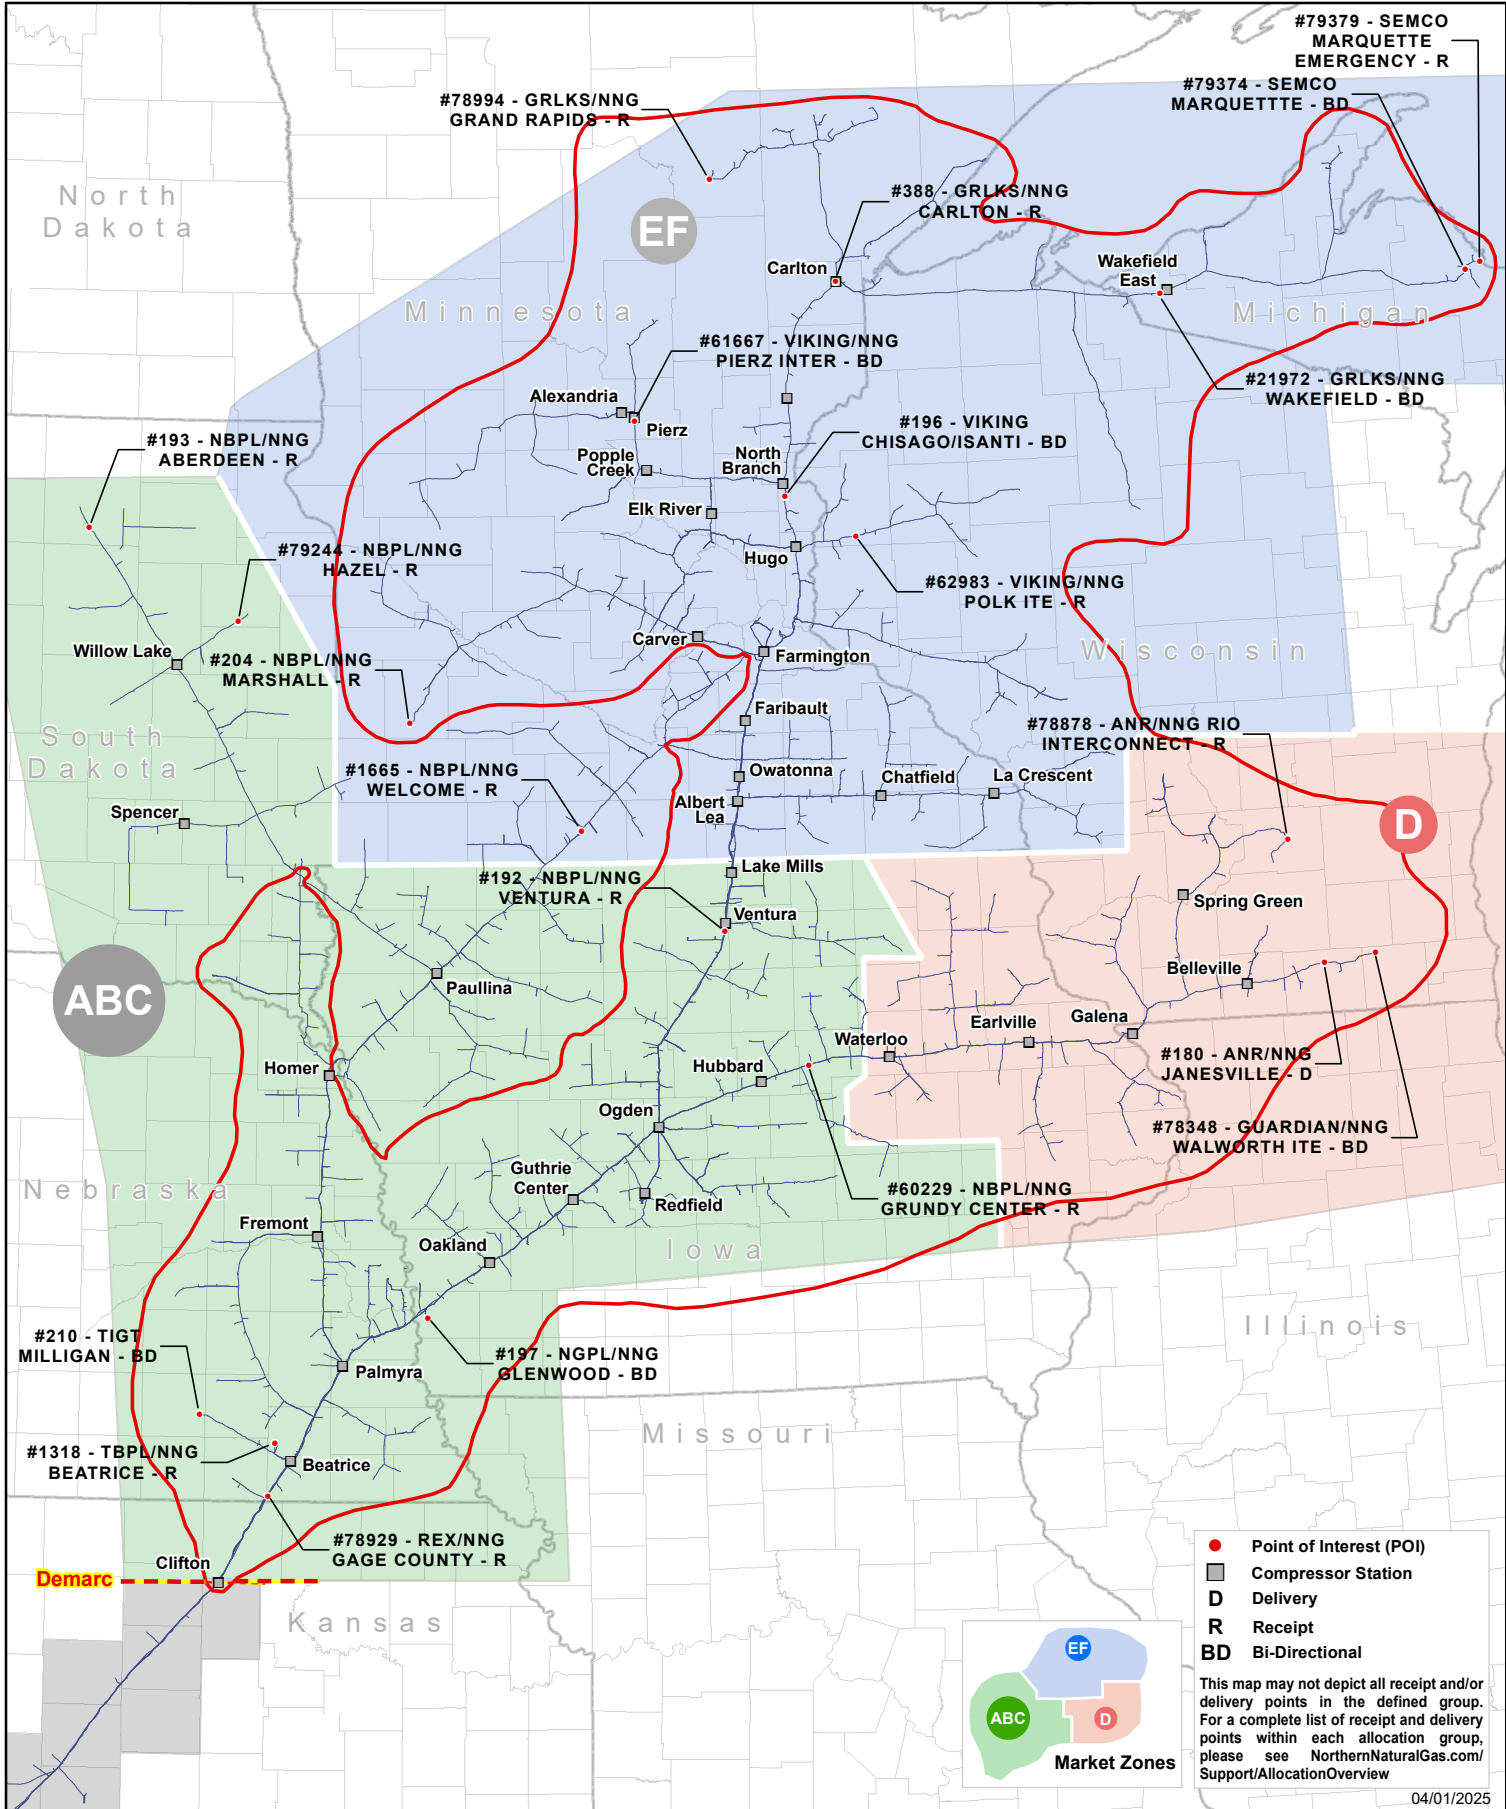 #79379 - SEMCO
MARQUETTE
EMERGENCY - R
#79374 - SEMCO
MARQUETTTE - BD
#78994 - GRLKS/NNG
GRAND RAPIDS - R
North
Dakota
#388 - GRLKS/NNG
CARLTON - R
EF
Carlton
Wakefield
East
Minnesota
Michigan
#61667 - VIKING/NNG
PIERZ INTER - BD
#21972 - GRLKS/NNG
WAKEFIELD - BD
Alexandria
Pierz
#196 - VIKING
CHISAGO/ISANTI - BD
#193 - NBPL/NNG
ABERDEEN - R
Popple
Creek
North
Branch
Elk River
#79244 - NBPL/NNG
HAZEL - R
Hugo
#62983 - VIKING/NNG
POLK ITE - R
Carver
Farmington
Wisconsin
Willow Lake
#204 - NBPL/NNG
MARSHALL - R
Faribault
#78878 - ANR/NNG RIO
INTERCONNECT - R
South
Dakota
#1665 - NBPL/NNG
WELCOME - R
Owatonna
Chatfield
La Crescent
Albert
Lea
Spencer
D
Lake Mills
#192 - NBPL/NNG
VENTURA - R
Spring Green
Ventura
Belleville
Paullina
ABC
Galena
Earlville
Waterloo
Homer
Hubbard
#180 - ANR/NNG
JANESVILLE - D
Ogden
#78348 - GUARDIAN/NNG
WALWORTH ITE - BD
Guthrie
Center
#60229 - NBPL/NNG
GRUNDY CENTER - R
Nebraska
Redfield
Fremont
Oakland
Iowa
#210 - TIGT
MILLIGAN - BD
Illinois
#197 - NGPL/NNG
GLENWOOD - BD
Palmyra
Missouri
#1318 - TBPL/NNG
BEATRICE - R
Beatrice
#78929 - REX/NNG
GAGE COUNTY - R
Clifton
Demarc
Kansas
Point of Interest (POI)
Compressor Station
D Delivery
R Receipt
BD Bi-Directional
EF
ABC
D
Market Zones
This map may not depict all receipt and/or
delivery points in the defined group.
For a complete list of receipt and delivery
points within each allocation group,
please see NorthernNaturalGas.com/
Support/AllocationOverview
04/01/2025